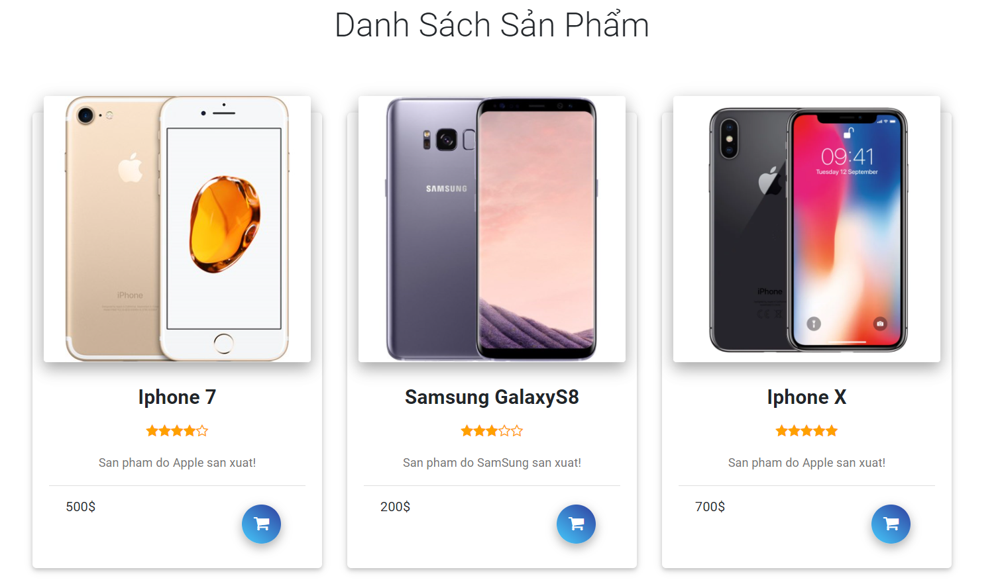 Danh Sách Sản Phẩm
iPhone
SAMSUNG
09:41
Tuesday 12 September
iPhone
Iphone 7
Samsung GalaxyS8
Iphone X
San pham do Apple san xuat!
San pham do SamSung san xuat!
San pham do Apple san xuat!
500$
200$
700$